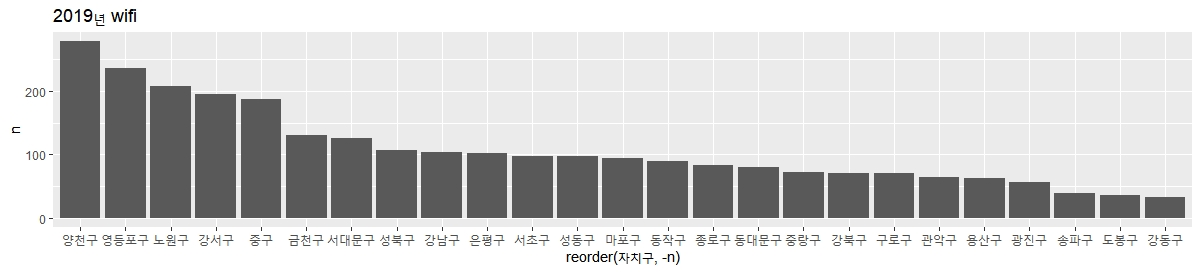 2019년 wifi
n
200
100
0
양천구 영등포구 노원구 강서구 중구 금천구 서대문구 성북구 강남구 은평구 서초구 성동구 마포구 동작구 종로구 동대문구 중랑구 강북구 구로구 관악구 용산구 광진구 송파구 도봉구 강동구
reorder(자치구, -n)